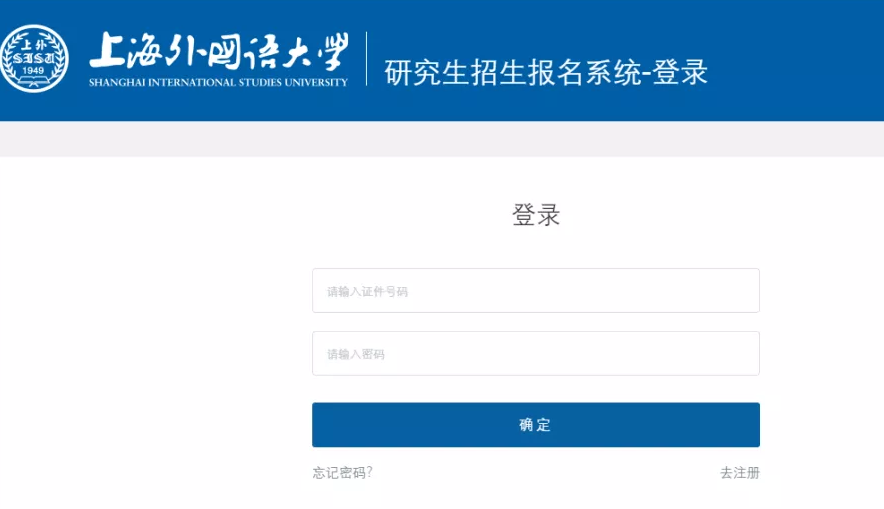 上外
SISU
1949
上海外国语大学
SHANGHAI INTERNATIONAL STUDIES UNIVERSITY
研究生招生报名系统-登录
登录
请输入证件号码
请输入密码
确定
忘记密码?
去注册